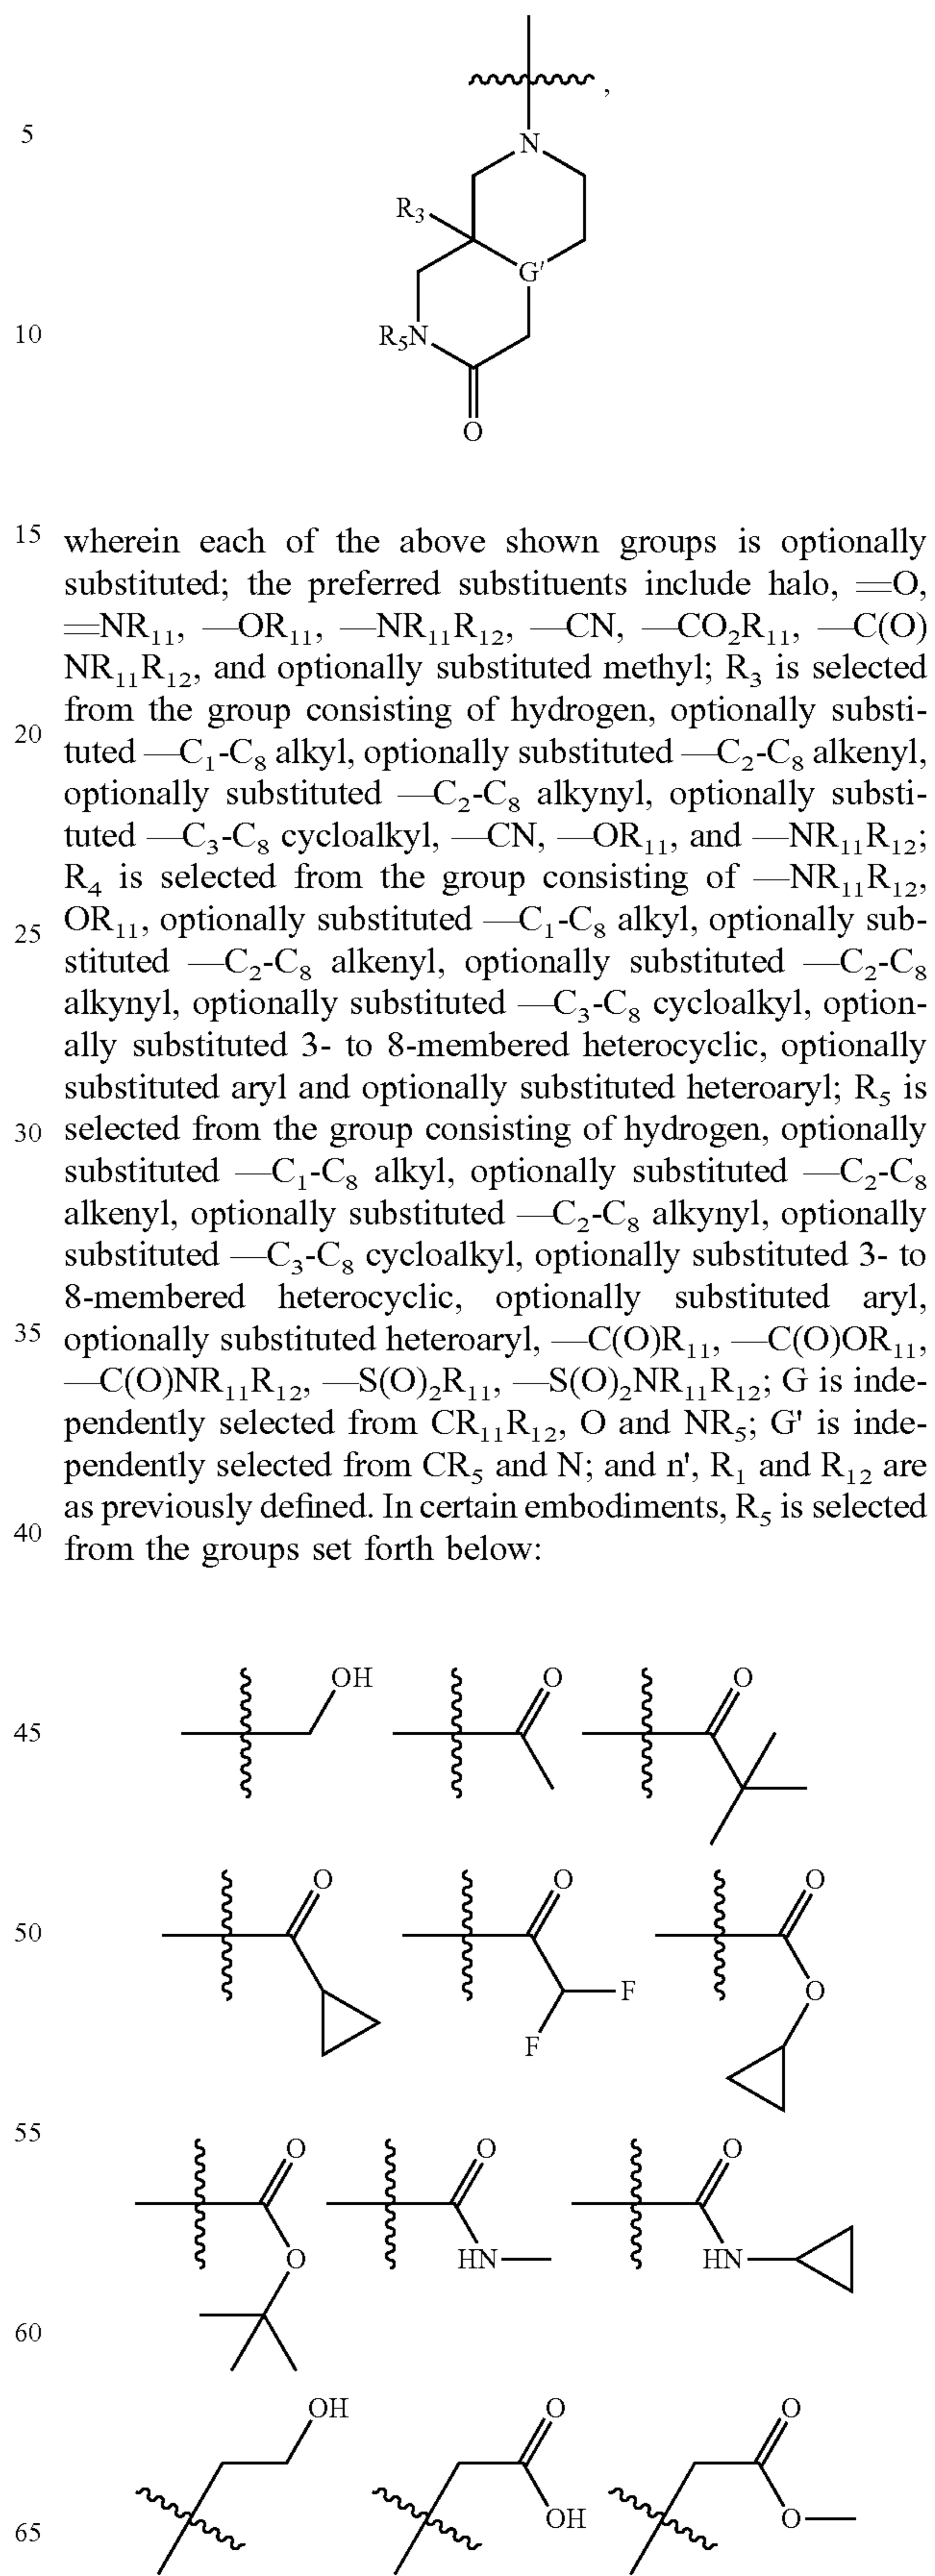 ,
5
N
R₃
G'
10
R₅N
O
15 wherein each of the above shown groups is optionally
substituted; the preferred substituents include halo, =O,
=NR₁₁, —OR₁₁, —NR₁₁R₁₂, —CN, —CO₂R₁₁, —C(O)
NR₁₁R₁₂, and optionally substituted methyl; R₃ is selected
from the group consisting of hydrogen, optionally substi-
20
tuted —C₁-C₈ alkyl, optionally substituted —C₂-C₈ alkenyl,
optionally substituted —C₂-C₈ alkynyl, optionally substi-
tuted —C₃-C₈ cycloalkyl, —CN, —OR₁₁, and —NR₁₁R₁₂;
R₄ is selected from the group consisting of —NR₁₁R₁₂,
25 OR₁₁, optionally substituted —C₁-C₈ alkyl, optionally sub-
stituted —C₂-C₈ alkenyl, optionally substituted —C₂-C₈
alkynyl, optionally substituted —C₃-C₈ cycloalkyl, option-
ally substituted 3- to 8-membered heterocyclic, optionally
substituted aryl and optionally substituted heteroaryl; R₅ is
30 selected from the group consisting of hydrogen, optionally
substituted —C₁-C₈ alkyl, optionally substituted —C₂-C₈
alkenyl, optionally substituted —C₂-C₈ alkynyl, optionally
substituted —C₃-C₈ cycloalkyl, optionally substituted 3- to
8-membered heterocyclic, optionally substituted aryl,
35 optionally substituted heteroaryl, —C(O)R₁₁, —C(O)OR₁₁,
—C(O)NR₁₁R₁₂, —S(O)₂R₁₁, —S(O)₂NR₁₁R₁₂; G is inde-
pendently selected from CR₁₁R₁₂, O and NR₅; G' is inde-
pendently selected from CR₅ and N; and n', R₁ and R₁₂ are
as previously defined. In certain embodiments, R₅ is selected
40
from the groups set forth below:
OH O O
45
O O O
50
F O
F
55
O O O
O HN HN
60
OH O O
OH O
65